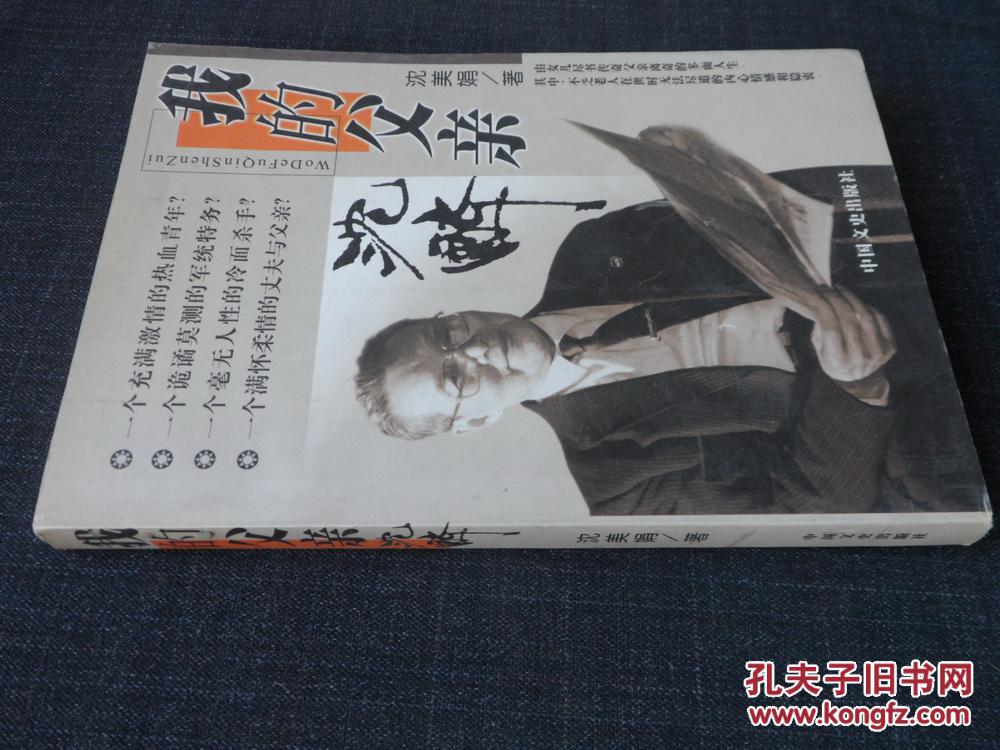 我的父亲
WoDeFuQinShenZui
沈醉
沈美娟/著
由女儿尽书传奇父亲离奇的多面人生
其中,不乏老人在世时无法尽道的内心情感和隐衷
一个充满激情的热血青年?
一个诡谲莫测的军统特务?
一个毫无人性的冷面杀手?
一个满怀柔情的丈夫与父亲?
中国文史出版社
我的父亲沈醉
沈美娟/著
中国文史出版社
孔夫子旧书网
www.kongfz.com